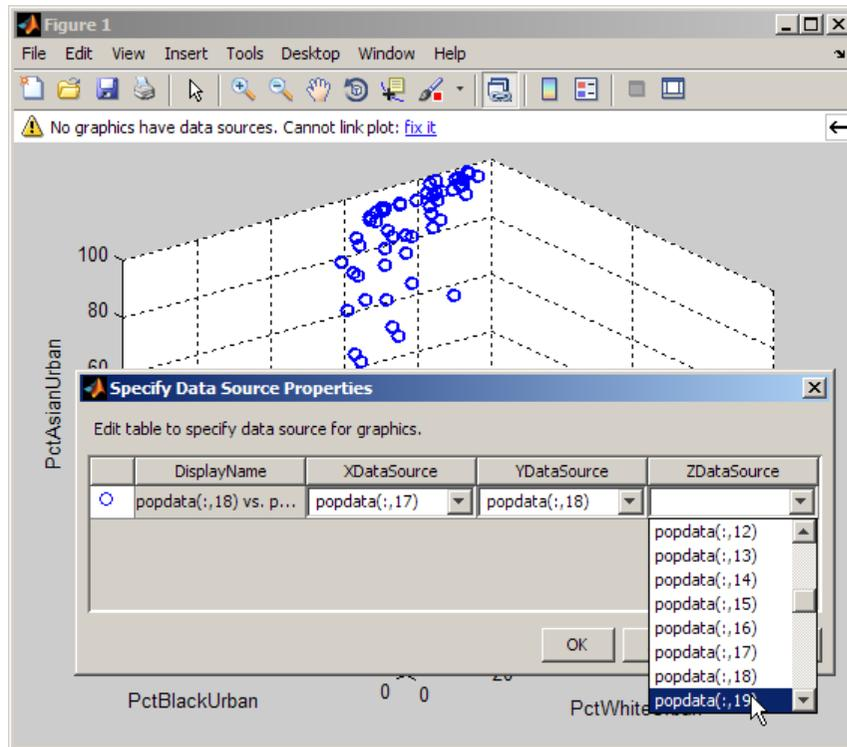 Figure 1
File Edit View Insert Tools Desktop Window Help
No graphics have data sources. Cannot link plot: fix it
100
80
60
PctAsianUrban
Specify Data Source Properties
Edit table to specify data source for graphics.
DisplayName XDataSource YDataSource ZDataSource
popdata(:,18) vs. p... popdata(:,17) popdata(:,18)
popdata(:,12)
popdata(:,13)
popdata(:,14)
popdata(:,15)
popdata(:,16)
popdata(:,17)
popdata(:,18)
popdata(:,19)
OK
0 0 20
PctBlackUrban
PctWhiteUrban